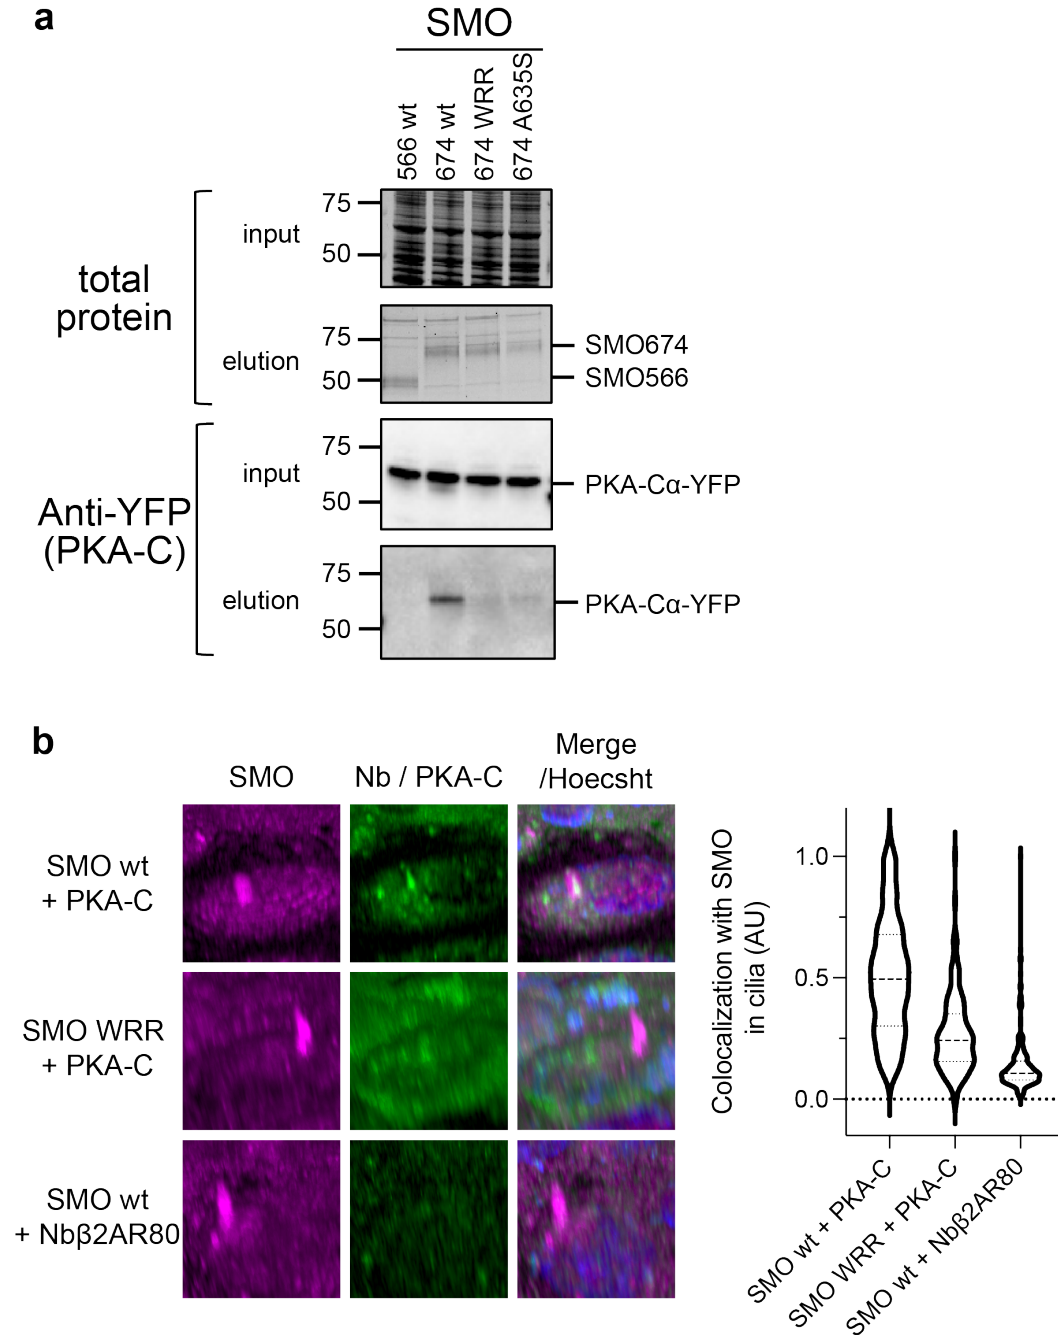 a
SMO
566 wt
674 wt
674 WRR
674 A635S
total
protein
input
75
50
elution
75
50
SMO674
SMO566
Anti-YFP
(PKA-C)
input
75
50
PKA-Cα-YFP
elution
75
50
PKA-Cα-YFP
b
SMO
Nb / PKA-C
Merge
/Hoecsht
SMO wt
+ PKA-C
SMO WRR
+ PKA-C
SMO wt
+ Nbβ2AR80
Colocalization with SMO
in cilia (AU)
1.0
0.5
0.0
SMO wt + PKA-C
SMO WRR + PKA-C
SMO wt + Nbβ2AR80